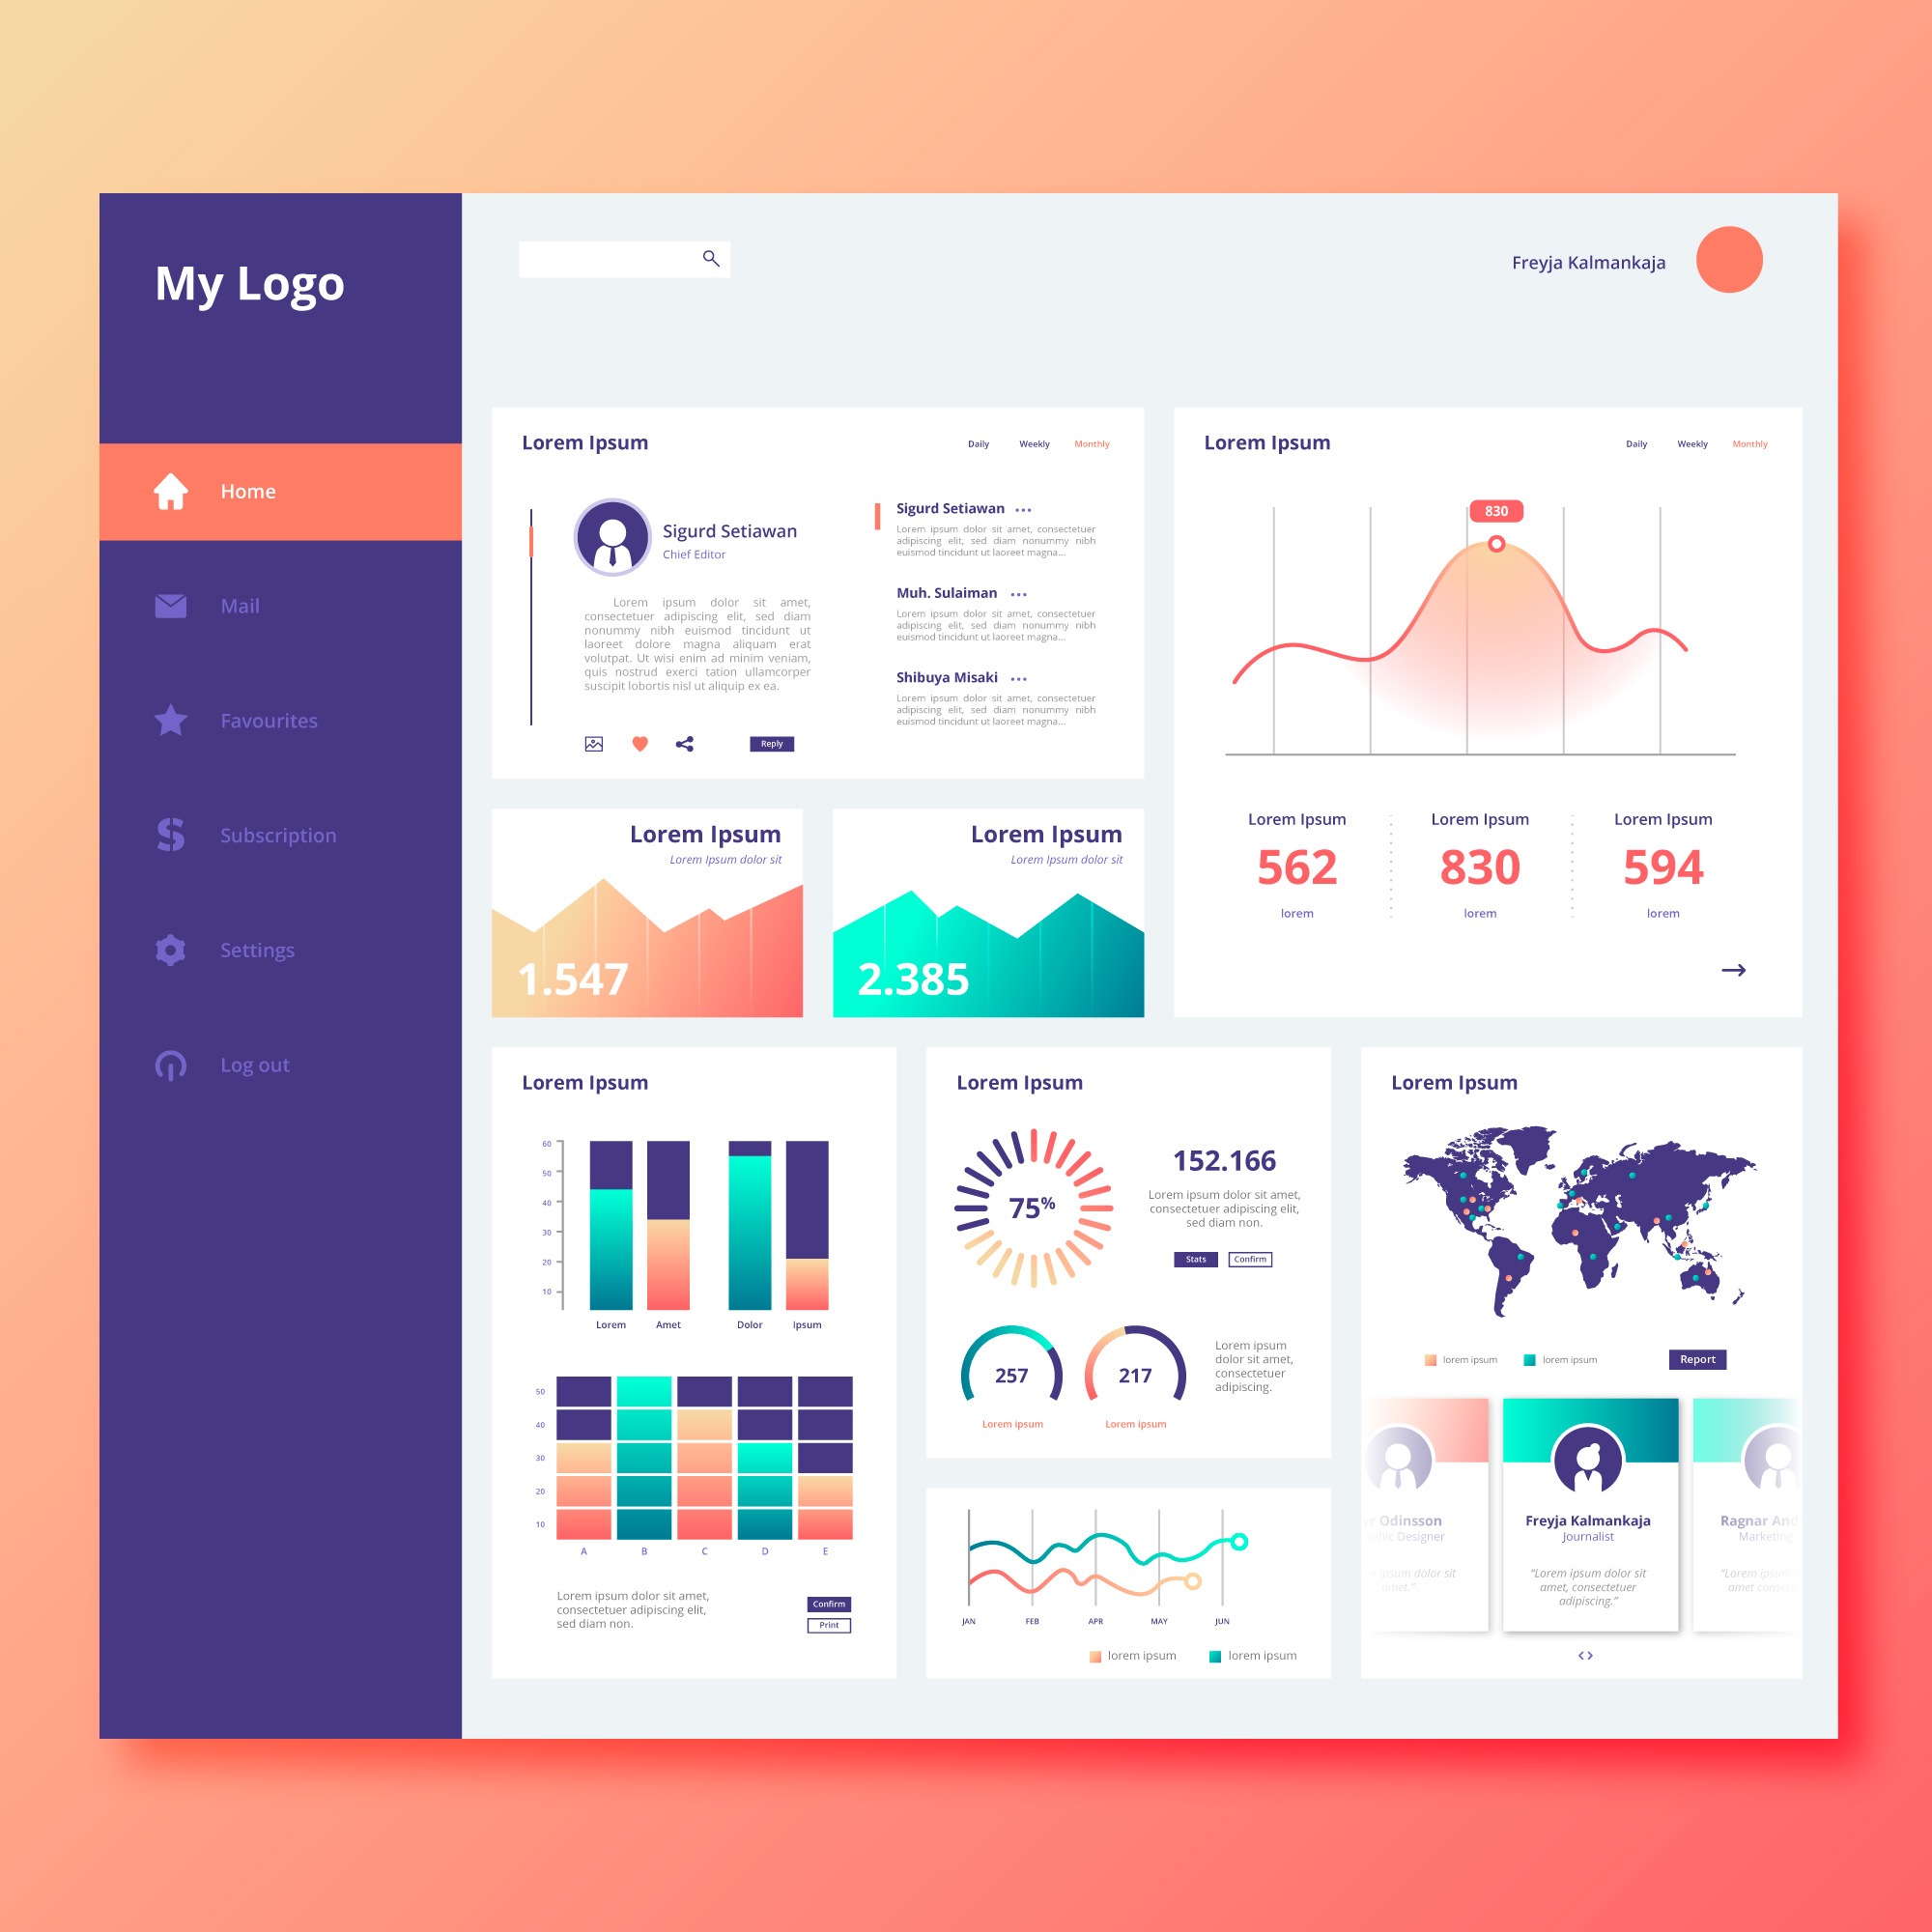 My Logo
Home
Mail
Favourites
Subscription
Settings
Log out
Freyja Kalmankaja
Lorem Ipsum
Daily Weekly Monthly
Sigurd Setiawan
Chief Editor
Lorem ipsum dolor sit amet,
consectetuer adipiscing elit, sed diam
nonummy nibh euismod tincidunt ut
laoreet dolore magna aliquam erat
volutpat. Ut wisi enim ad minim veniam,
quis nostrud exerci tation ullamcorper
suscipit lobortis nisl ut aliquip ex ea.
Reply
Sigurd Setiawan
Lorem ipsum dolor sit amet, consectetuer
adipiscing elit, sed diam nonummy nibh
euismod tincidunt ut laoreet magna...
Muh. Sulaiman
Lorem ipsum dolor sit amet, consectetuer
adipiscing elit, sed diam nonummy nibh
euismod tincidunt ut laoreet magna...
Shibuya Misaki
Lorem ipsum dolor sit amet, consectetuer
adipiscing elit, sed diam nonummy nibh
euismod tincidunt ut laoreet magna...
Lorem Ipsum
Daily Weekly Monthly
830
Lorem Ipsum
562
lorem
Lorem Ipsum
830
lorem
Lorem Ipsum
594
lorem
Lorem Ipsum
Lorem Ipsum dolor sit
1.547
Lorem Ipsum
Lorem Ipsum dolor sit
2.385
Lorem Ipsum
60
50
40
30
20
10
Lorem Amet Dolor Ipsum
50
40
30
20
10
A B C D E
Lorem ipsum dolor sit amet,
consectetuer adipiscing elit,
sed diam non.
Confirm
Print
Lorem Ipsum
75%
152.166
Lorem ipsum dolor sit amet,
consectetuer adipiscing elit,
sed diam non.
Stats Confirm
257
Lorem ipsum
217
Lorem ipsum
Lorem ipsum
dolor sit amet,
consectetuer
adipiscing.
JAN FEB APR MAY JUN
lorem ipsum lorem ipsum
Lorem Ipsum
lorem ipsum lorem ipsum
Report
Odinsson
Designer
ipsum dolor sit
amet.”
Freyja Kalmankaja
Journalist
“Lorem ipsum dolor sit
amet, consectetuer
adipiscing.”
Ragnar
Marketing
“Lorem ipsum
amet